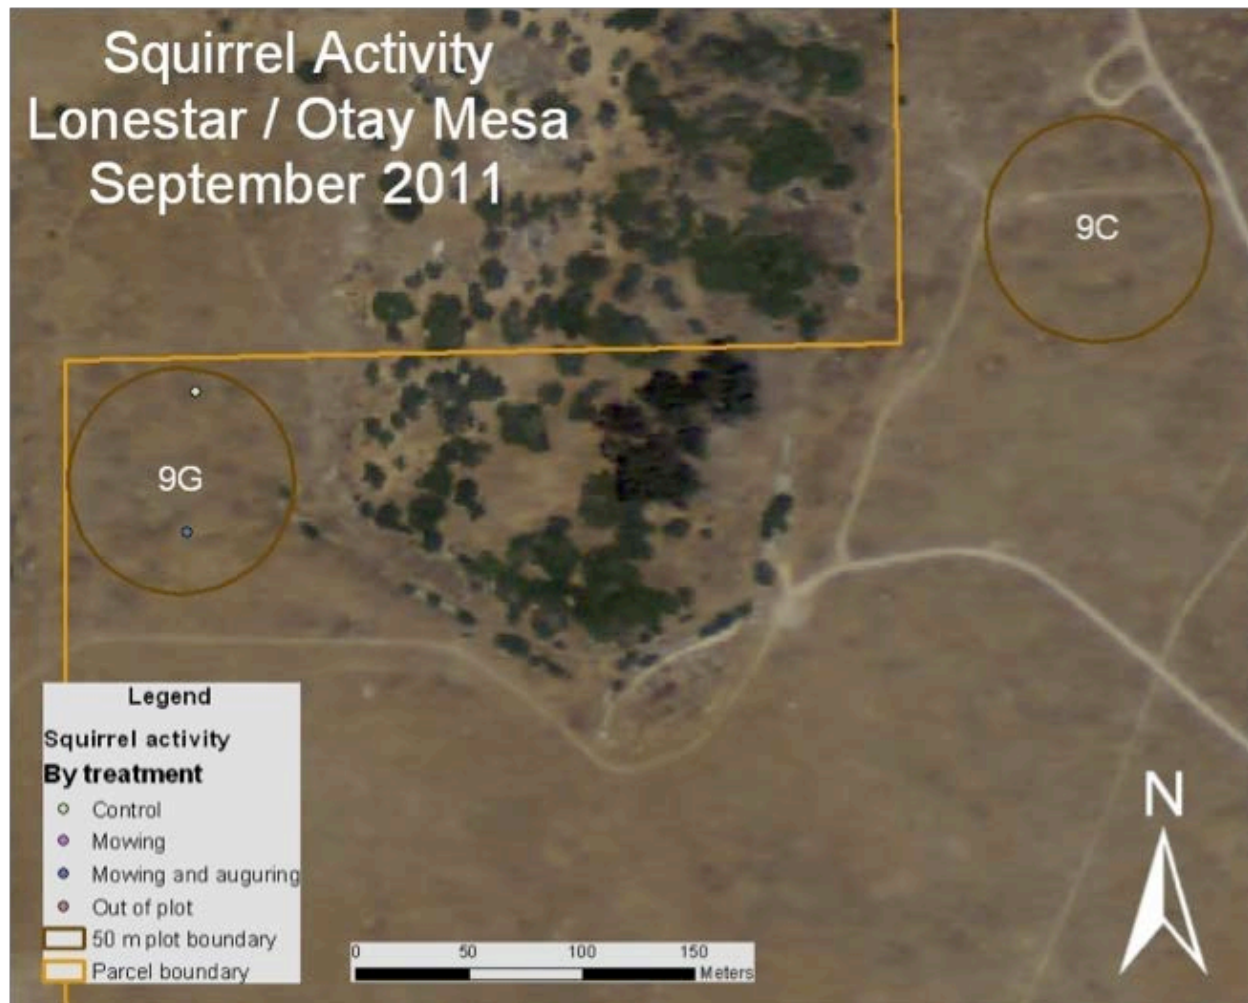 Squirrel Activity
Lonestar / Otay Mesa
September 2011
9C
9G
Legend
Squirrel activity
By treatment
Control
Mowing
Mowing and auguring
Out of plot
50 m plot boundary
Parcel boundary
0 50 100 150
Meters
N